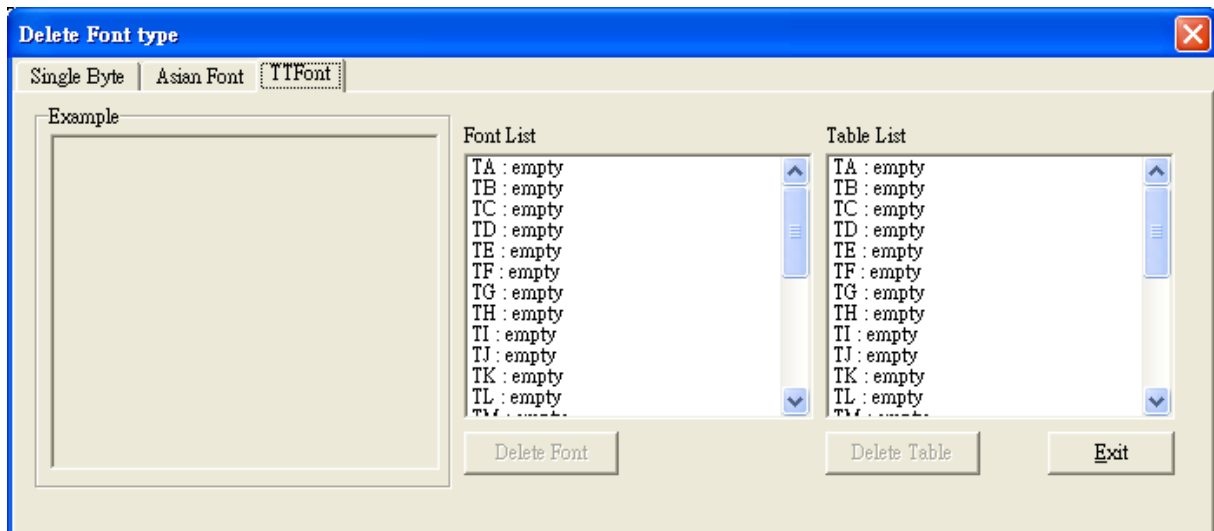 Delete Font type
Single Byte
Asian Font
TTFont
Example
Font List
TA : empty
TB : empty
TC : empty
TD : empty
TE : empty
TF : empty
TG : empty
TH : empty
TI : empty
TJ : empty
TK : empty
TL : empty
Delete Font
Table List
TA : empty
TB : empty
TC : empty
TD : empty
TE : empty
TF : empty
TG : empty
TH : empty
TI : empty
TJ : empty
TK : empty
TL : empty
Delete Table
Exit